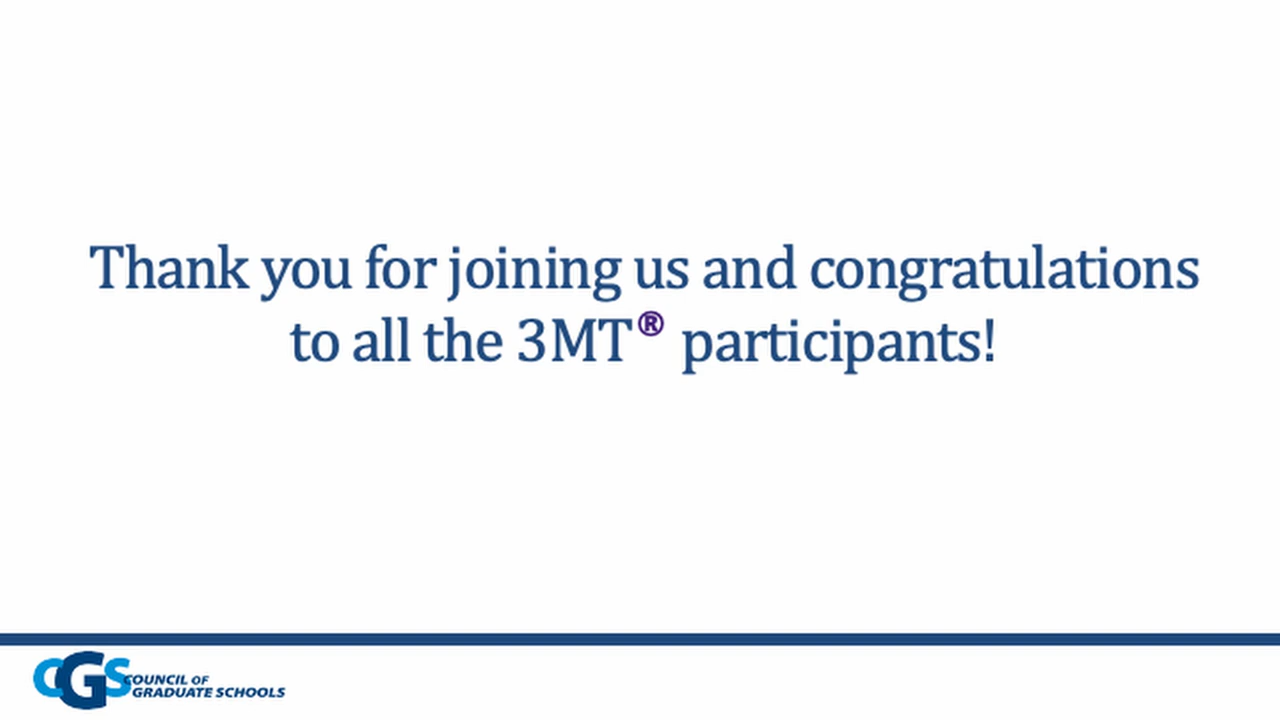 Thank you for joining us and congratulations
to all the 3MT® participants!
CGS COUNCIL OF
GRADUATE SCHOOLS